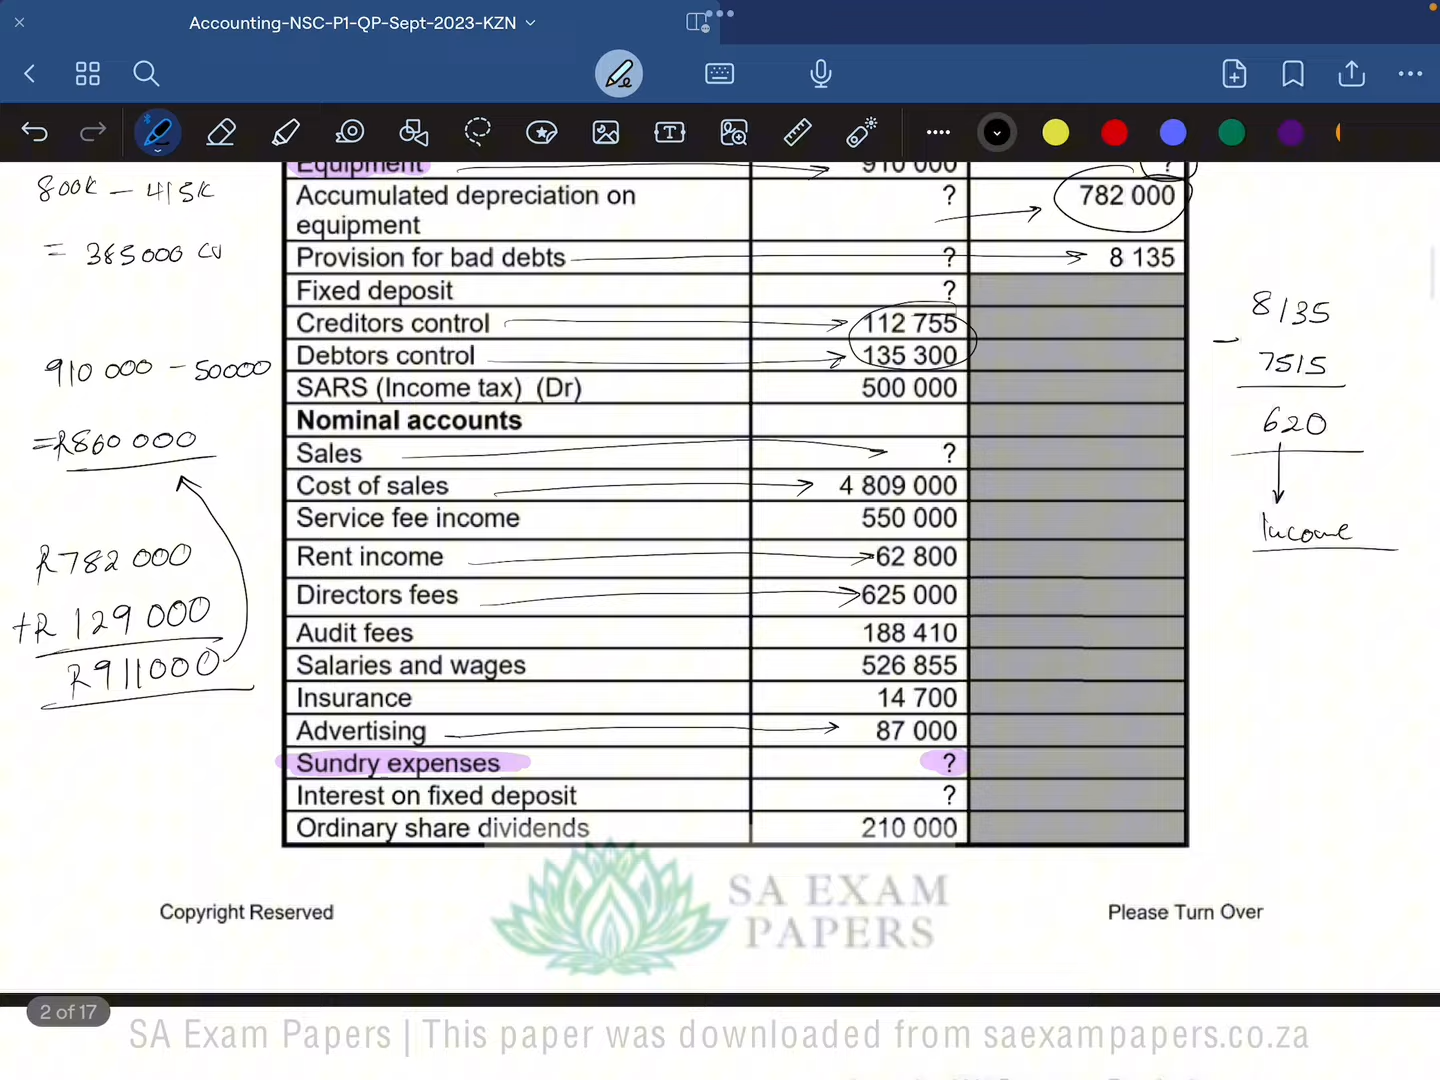 Accounting-NSC-P1-QP-Sept-2023-KZN
Equipment 910 000 ?
Accumulated depreciation on equipment ? 782 000
Provision for bad debts ? 8 135
Fixed deposit ?
Creditors control 112 755
Debtors control 135 300
SARS (Income tax) (Dr) 500 000
Nominal accounts
Sales ?
Cost of sales 4 809 000
Service fee income 550 000
Rent income 62 800
Directors fees 625 000
Audit fees 188 410
Salaries and wages 526 855
Insurance 14 700
Advertising 87 000
Sundry expenses ?
Interest on fixed deposit ?
Ordinary share dividends 210 000
800K - 415K
= 385000 CV
910 000 - 50000
= R860 000
R782 000
+R 129 000
R911000
8135
- 7515
620
Income
SA EXAM
PAPERS
Copyright Reserved
Please Turn Over
2 of 17
SA Exam Papers | This paper was downloaded from saexampapers.co.za